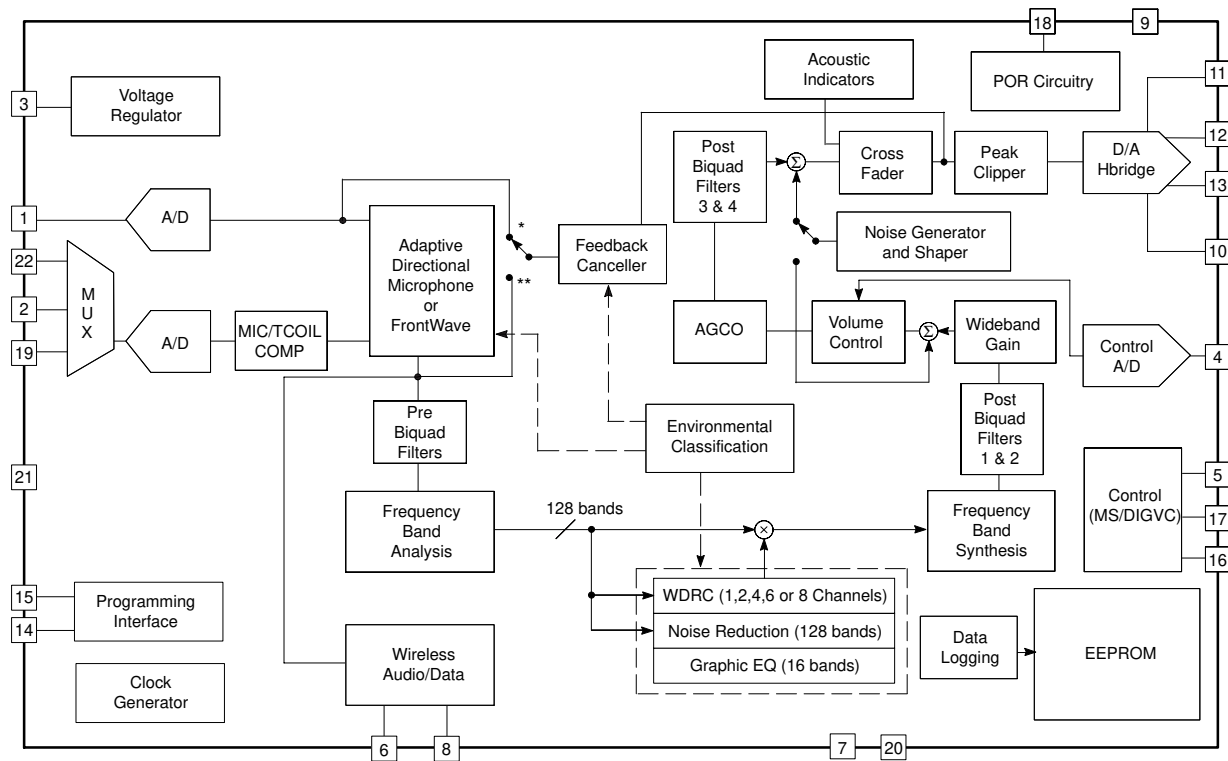 18
9
Acoustic
Indicators
POR Circuitry
11
3
Voltage
Regulator
12
Post
Biquad
Filters
3 & 4
Σ
Cross
Fader
Peak
Clipper
D/A
Hbridge
13
1
A/D
*
Adaptive
Directional
Microphone
or
FrontWave
Feedback
Canceller
Noise Generator
and Shaper
10
22
2
19
MUX
**
A/D
MIC/TCOIL
COMP
AGCO
Volume
Control
Σ
Wideband
Gain
Control
A/D
4
Pre
Biquad
Filters
Environmental
Classification
Post
Biquad
Filters
1 & 2
21
5
Control
(MS/DIGVC)
17
16
Frequency
Band
Analysis
128 bands
×
Frequency
Band
Synthesis
15
14
Programming
Interface
WDRC (1,2,4,6 or 8 Channels)
Noise Reduction (128 bands)
Graphic EQ (16 bands)
Data
Logging
EEPROM
Wireless
Audio/Data
Clock
Generator
6
8
7
20